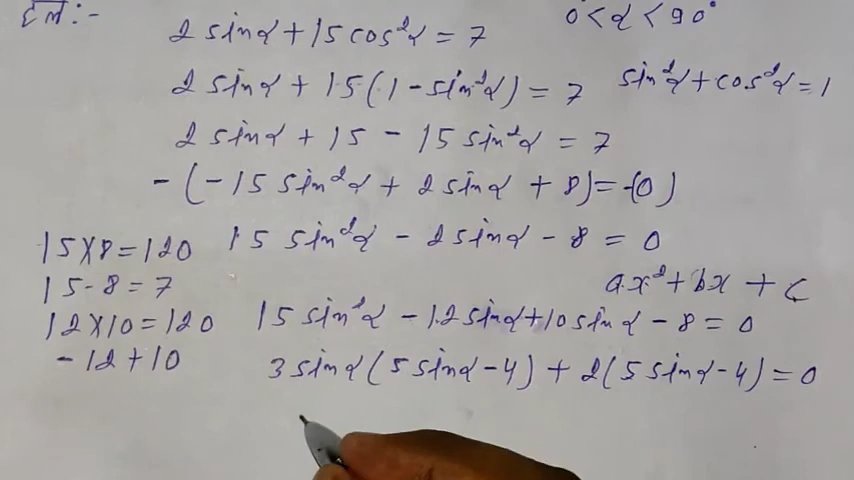 हल:-
2 sinα + 15 cos²α = 7
0 < α < 90°
2 sinα + 15(1 - sin²α) = 7
sin²α + cos²α = 1
2 sinα + 15 - 15 sin²α = 7
-(-15 sin²α + 2 sinα + 8) = -(0)
15 × 8 = 120
15 sin²α - 2 sinα - 8 = 0
15 - 8 = 7
ax² + bx + c
12 × 10 = 120
15 sin²α - 12 sinα + 10 sinα - 8 = 0
- 12 + 10
3 sinα (5 sinα - 4) + 2 (5 sinα - 4) = 0